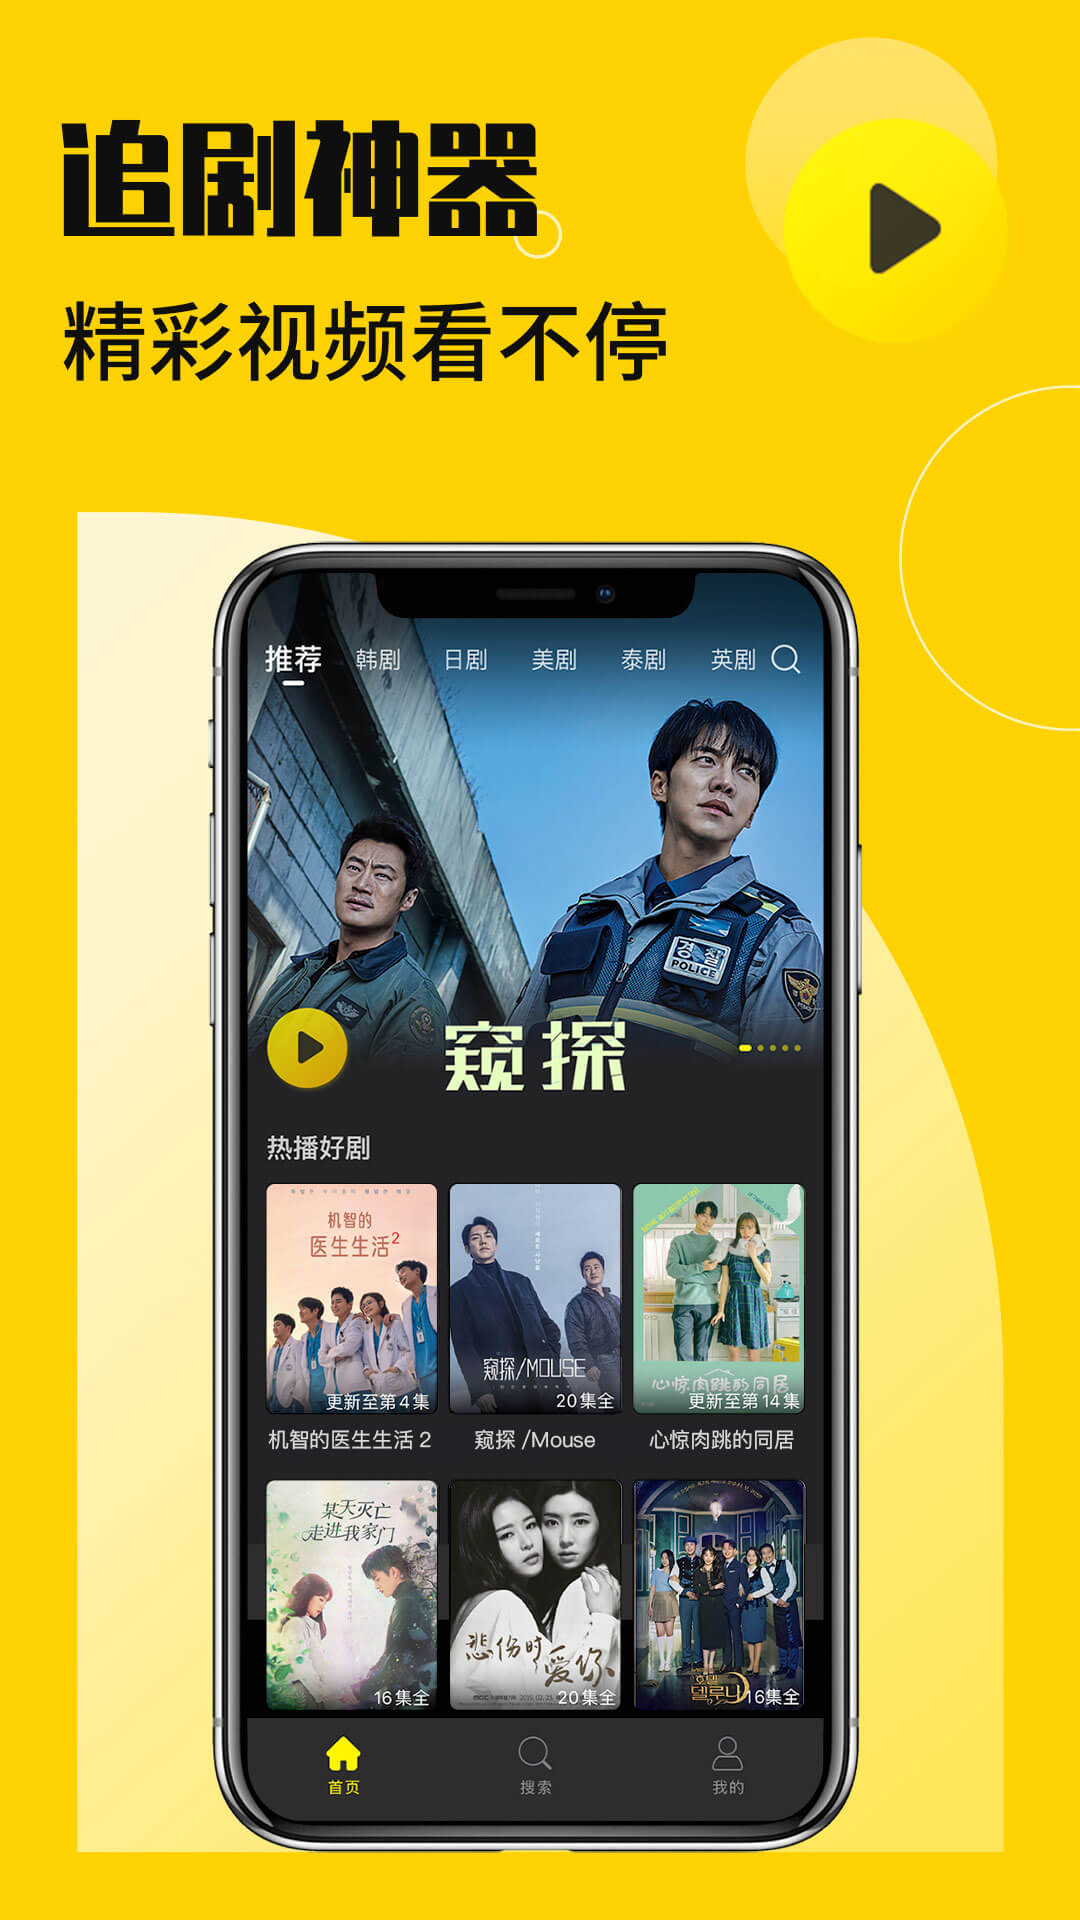 追剧神器
精彩视频看不停
推荐 韩剧 日剧 美剧 泰剧 英剧
경찰
POLICE
窥探
热播好剧
机智的
医生生活2
更新至第4集
窥探/MOUSE
20集全
心惊肉跳的同居
更新至第14集
机智的医生生活 2
窥探 /Mouse
心惊肉跳的同居
某天灭亡
走进我家门
16集全
悲伤时爱你
20集全
호텔
델루나
16集全
首页 搜索 我的